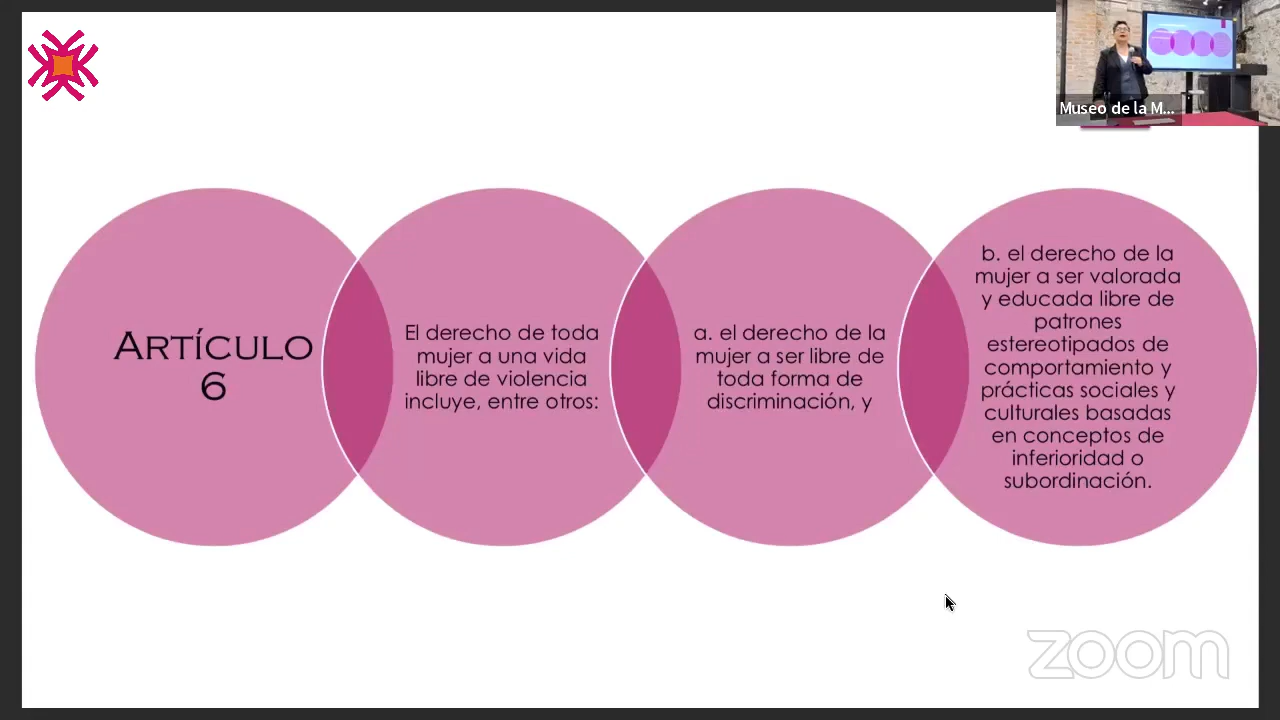 Museo de la M...
ARTÍCULO
6
El derecho de toda
mujer a una vida
libre de violencia
incluye, entre otros:
a. el derecho de la
mujer a ser libre de
toda forma de
discriminación, y
b. el derecho de la
mujer a ser valorada
y educada libre de
patrones
estereotipados de
comportamiento y
prácticas sociales y
culturales basadas
en conceptos de
inferioridad o
subordinación.
zoom